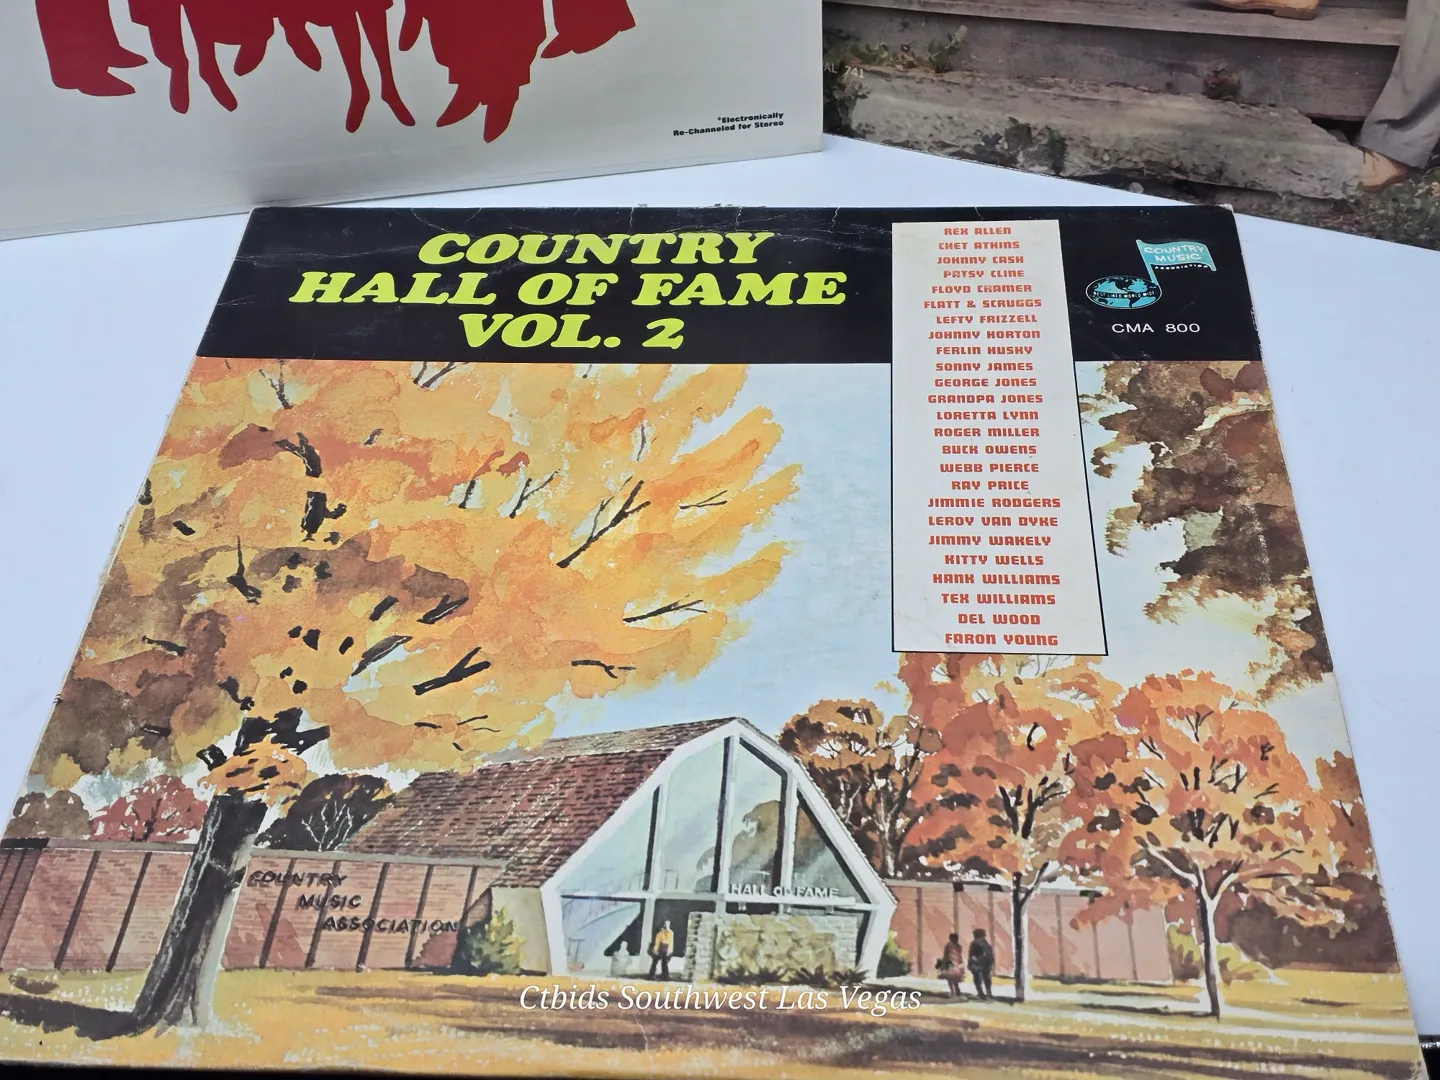 *Electronically
Re-Channeled for Stereo
AL 741
COUNTRY
HALL OF FAME
VOL. 2
REX ALLEN
CHET ATKINS
JOHNNY CASH
PATSY CLINE
FLOYD CRAMER
FLATT & SCRUGGS
LEFTY FRIZZELL
JOHNNY HORTON
FERLIN HUSKY
SONNY JAMES
GEORGE JONES
GRANDPA JONES
LORETTA LYNN
ROGER MILLER
BUCK OWENS
WEBB PIERCE
RAY PRICE
JIMMIE RODGERS
LEROY VAN DYKE
JIMMY WAKELY
KITTY WELLS
HANK WILLIAMS
TEX WILLIAMS
DEL WOOD
FARON YOUNG
COUNTRY
MUSIC
ASSOCIATION
CMA 800
COUNTRY
MUSIC
ASSOCIATION
HALL OF FAME
Ctbids Southwest Las Vegas